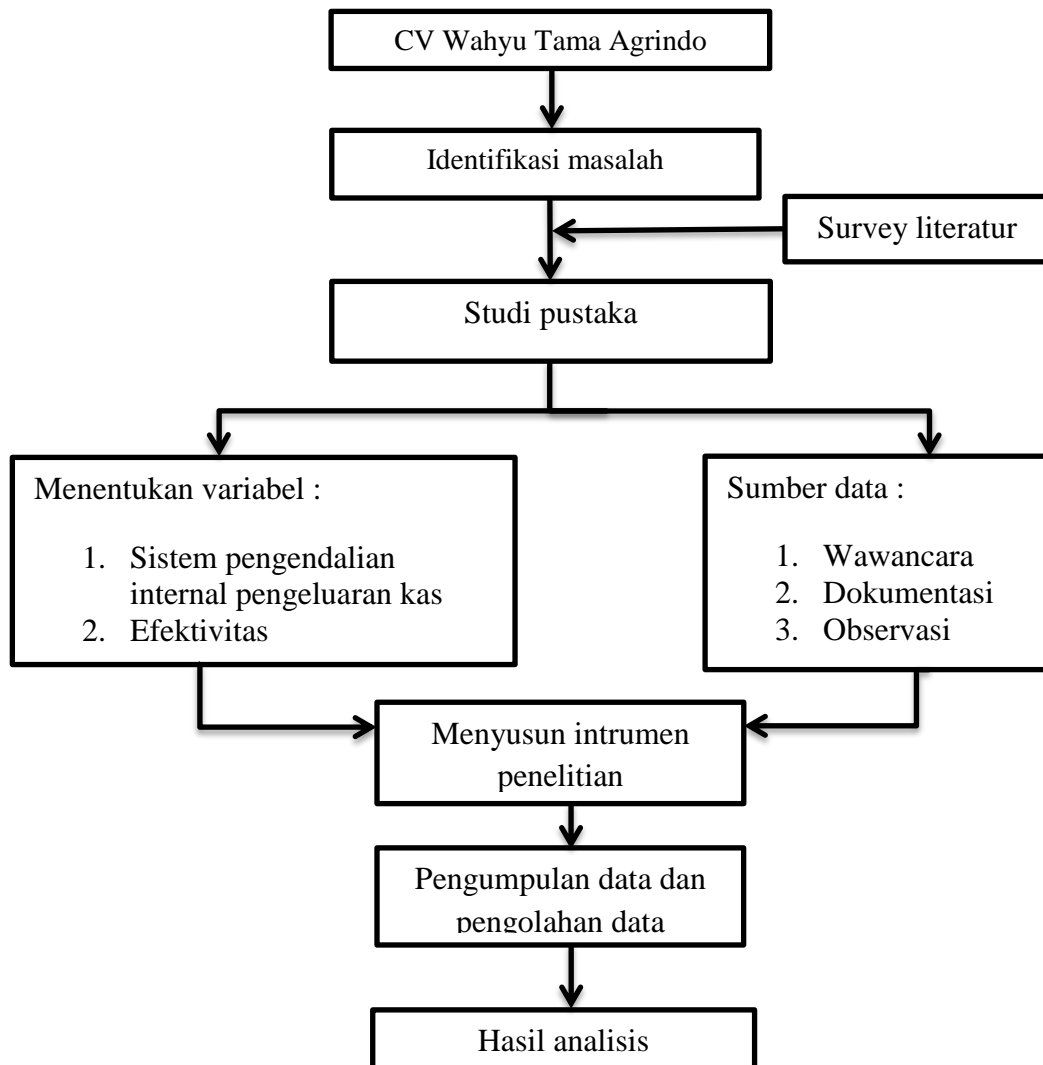 CV Wahyu Tama Agrindo
Identifikasi masalah
Survey literatur
Studi pustaka
Menentukan variabel :
1. Sistem pengendalian
internal pengeluaran kas
2. Efektivitas
Sumber data :
1. Wawancara
2. Dokumentasi
3. Observasi
Menyusun intrumen
penelitian
Pengumpulan data dan
pengolahan data
Hasil analisis